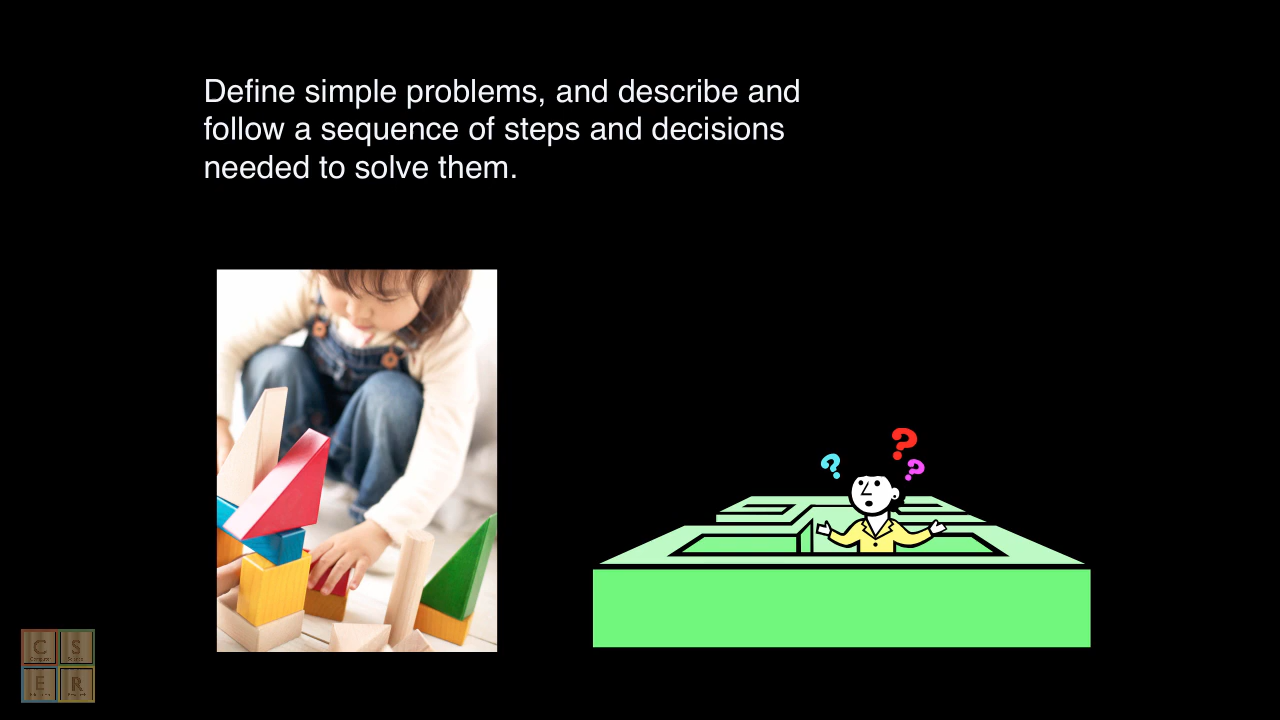 Define simple problems, and describe and
follow a sequence of steps and decisions
needed to solve them.
? ? ?
C S
E R